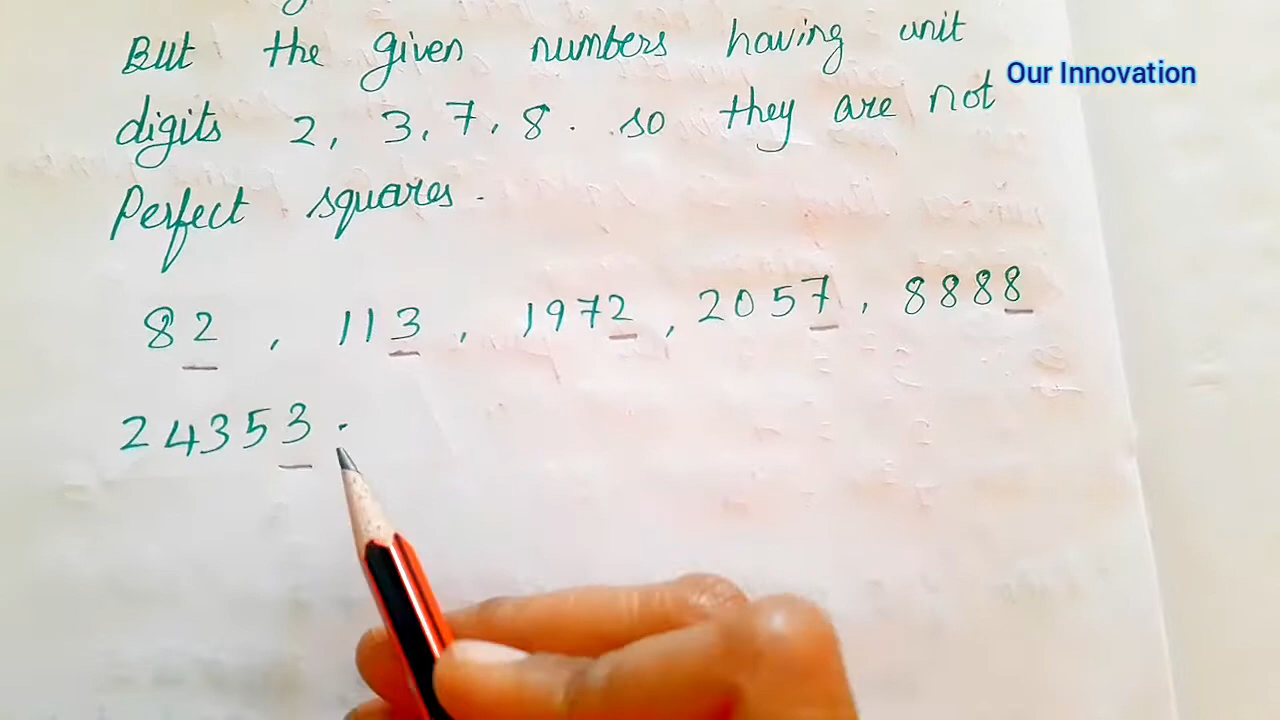 But the given numbers having unit
Our Innovation
digits 2, 3, 7, 8. so they are not
Perfect squares.
82, 113, 1972, 2057, 8888
24353.